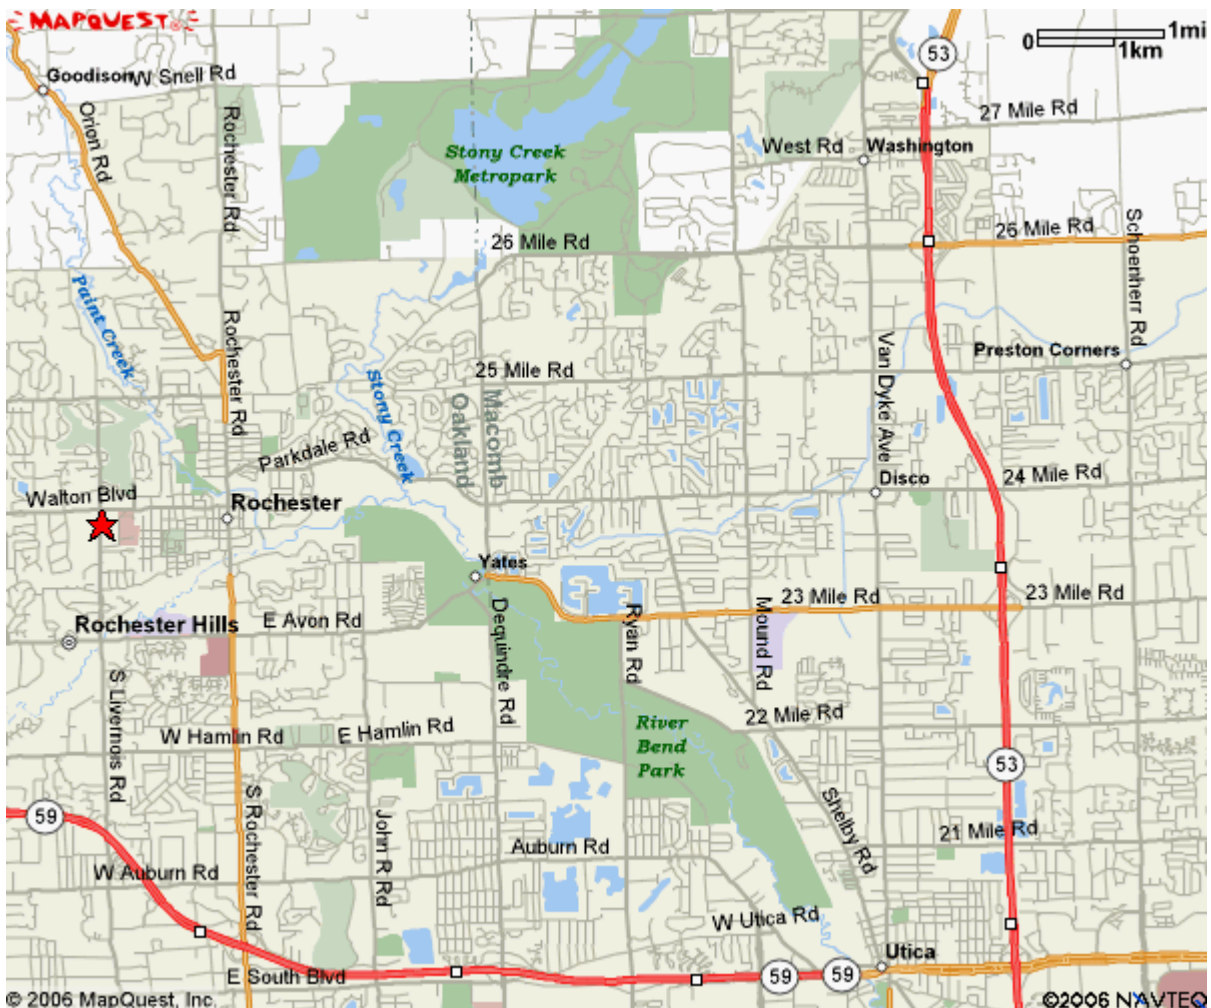 MAPQUEST
1mi
0
1km
53
Goodison
W Snell Rd
27 Mile Rd
Orion Rd
Rochester Rd
West Rd
Washington
Stony Creek
Metropark
26 Mile Rd
26 Mile Rd
Schoenherr Rd
Paint Creek
Rochester Rd
Van Dyke Ave
Preston Corners
25 Mile Rd
Stony Creek
Oakland
Macomb
Parkdale Rd
24 Mile Rd
Disco
Walton Blvd
Rochester
Yates
23 Mile Rd
23 Mile Rd
E Avon Rd
Rochester Hills
Dequindre Rd
Ryan Rd
Mound Rd
S Livernois Rd
22 Mile Rd
W Hamlin Rd
E Hamlin Rd
River
Bend
Park
53
59
S Rochester Rd
John R Rd
Shelby Rd
21 Mile Rd
Auburn Rd
W Auburn Rd
W Utica Rd
Utica
E South Blvd
59
59
© 2006 MapQuest, Inc.
©2006 NAVTEQ